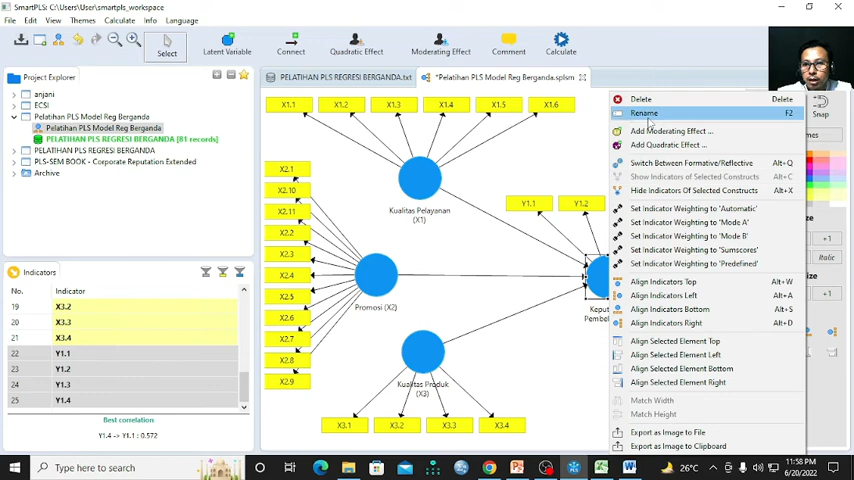 SmartPLS: C:\Users\User\smartpls_workspace
File Edit View Themes Calculate Info Language
Select
Latent Variable
Connect
Quadratic Effect
Moderating Effect
Comment
Calculate
Snap
Project Explorer
anjani
ECSI
Pelatihan PLS Model Reg Berganda
Pelatihan PLS Model Reg Berganda
PELATIHAN PLS REGRESI BERGANDA [81 records]
PELATIHAN PLS REGRESI BERGANDA
PLS-SEM BOOK - Corporate Reputation Extended
Archive
Indicators
No. Indicator
19 X3.2
20 X3.3
21 X3.4
22 Y1.1
23 Y1.2
24 Y1.3
25 Y1.4
Best correlation
Y1.4 -> Y1.1 : 0.572
PELATIHAN PLS REGRESI BERGANDA.txt
*Pelatihan PLS Model Reg Berganda.splsm
X1.1 X1.2 X1.3 X1.4 X1.5 X1.6
Kualitas Pelayanan
(X1)
X2.1
X2.10
X2.11
X2.2
X2.3
X2.4
X2.5
X2.6
X2.7
X2.8
X2.9
Promosi (X2)
Kualitas Produk
(X3)
X3.1 X3.2 X3.3 X3.4
Y1.1 Y1.2
Keput
Pembel
Delete Delete
Rename F2
Add Moderating Effect ...
Add Quadratic Effect ...
Switch Between Formative/Reflective Alt+Q
Show Indicators of Selected Constructs Alt+C
Hide Indicators Of Selected Constructs Alt+X
Set Indicator Weighting to 'Automatic'
Set Indicator Weighting to 'Mode A'
Set Indicator Weighting to 'Mode B'
Set Indicator Weighting to 'Sumscores'
Set Indicator Weighting to 'Predefined'
Align Indicators Top Alt+W
Align Indicators Left Alt+A
Align Indicators Bottom Alt+S
Align Indicators Right Alt+D
Align Selected Element Top
Align Selected Element Left
Align Selected Element Bottom
Align Selected Element Right
Match Width
Match Height
Export as Image to File
Export as Image to Clipboard
mes
ze
+1
Italic
Size
+1
Type here to search
26°C
11:58 PM
6/20/2022